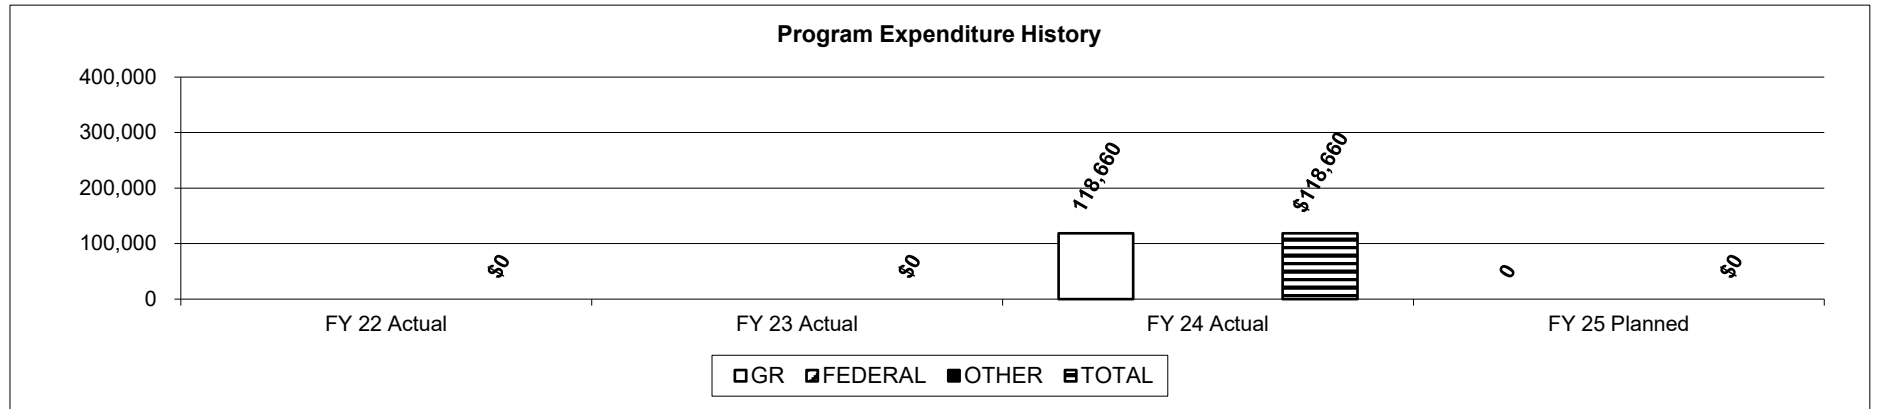 Program Expenditure History
400,000
300,000
200,000
100,000
0
$0
$0
118,660
$118,660
0
$0
FY 22 Actual
FY 23 Actual
FY 24 Actual
FY 25 Planned
GR FEDERAL OTHER TOTAL